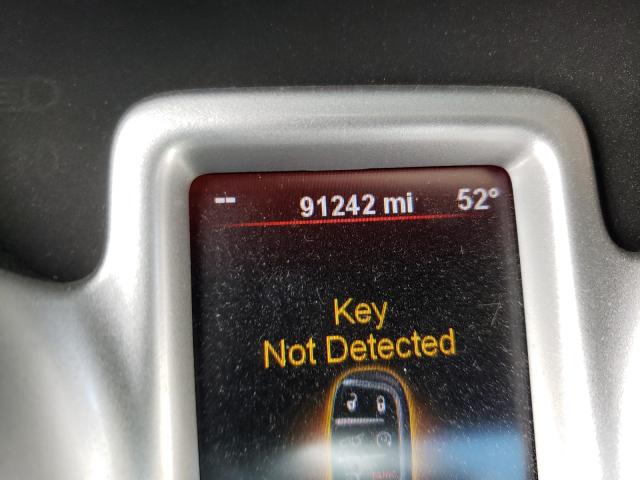 -- 91242 mi 52°
Key
Not Detected